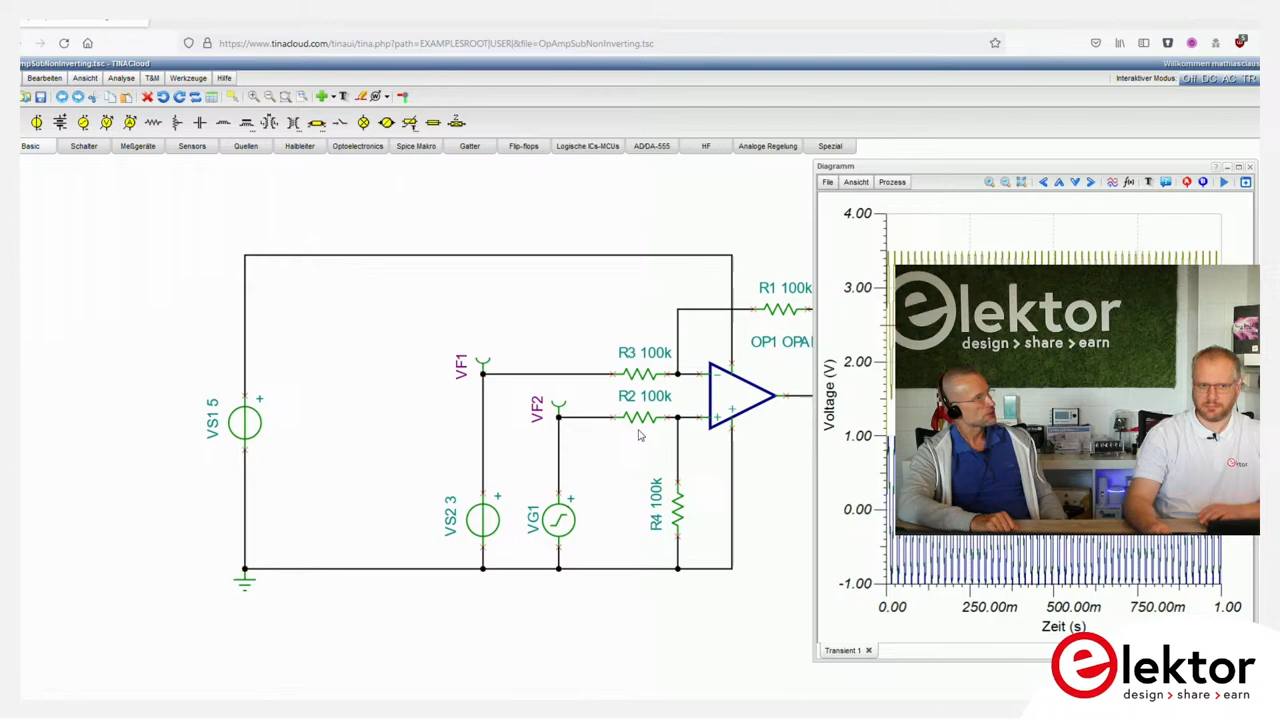 https://www.tinacloud.com/tinaui/tina.php?path=EXAMPLESROOT|USER|&file=OpAmpSubNonInverting.tsc
mpSubNonInverting.tsc - TINACloud
Willkommen mathiasclaus
Bearbeiten Ansicht Analyse T&M Werkzeuge Hilfe
Interaktiver Modus: Off DC AC TR
Basic Schalter Meßgeräte Sensors Quellen Halbleiter Optoelectronics Spice Makro Gatter Flip-flops Logische ICs-MCUs AD/DA-555 HF Analoge Regelung Spezial
Diagramm
File Ansicht Prozess
4.00
3.00
2.00
1.00
0.00
-1.00
Voltage (V)
0.00 250.00m 500.00m 750.00m 1.00
Zeit (s)
Transient 1
R1 100k
OP1 OPA
R3 100k
R2 100k
R4 100k
VF1
VF2
VS1 5
VS2 3
VG1
elektor
design > share > earn
elektor
design > share > earn